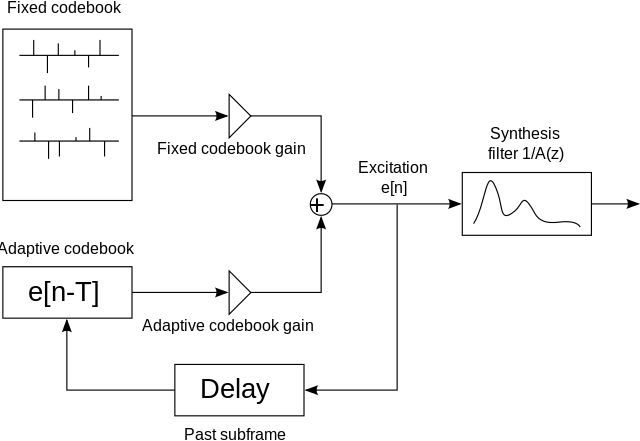 Fixed codebook
Fixed codebook gain
Synthesis
filter 1/A(z)
Excitation
e[n]
+
Adaptive codebook
e[n-T]
Adaptive codebook gain
Delay
Past subframe